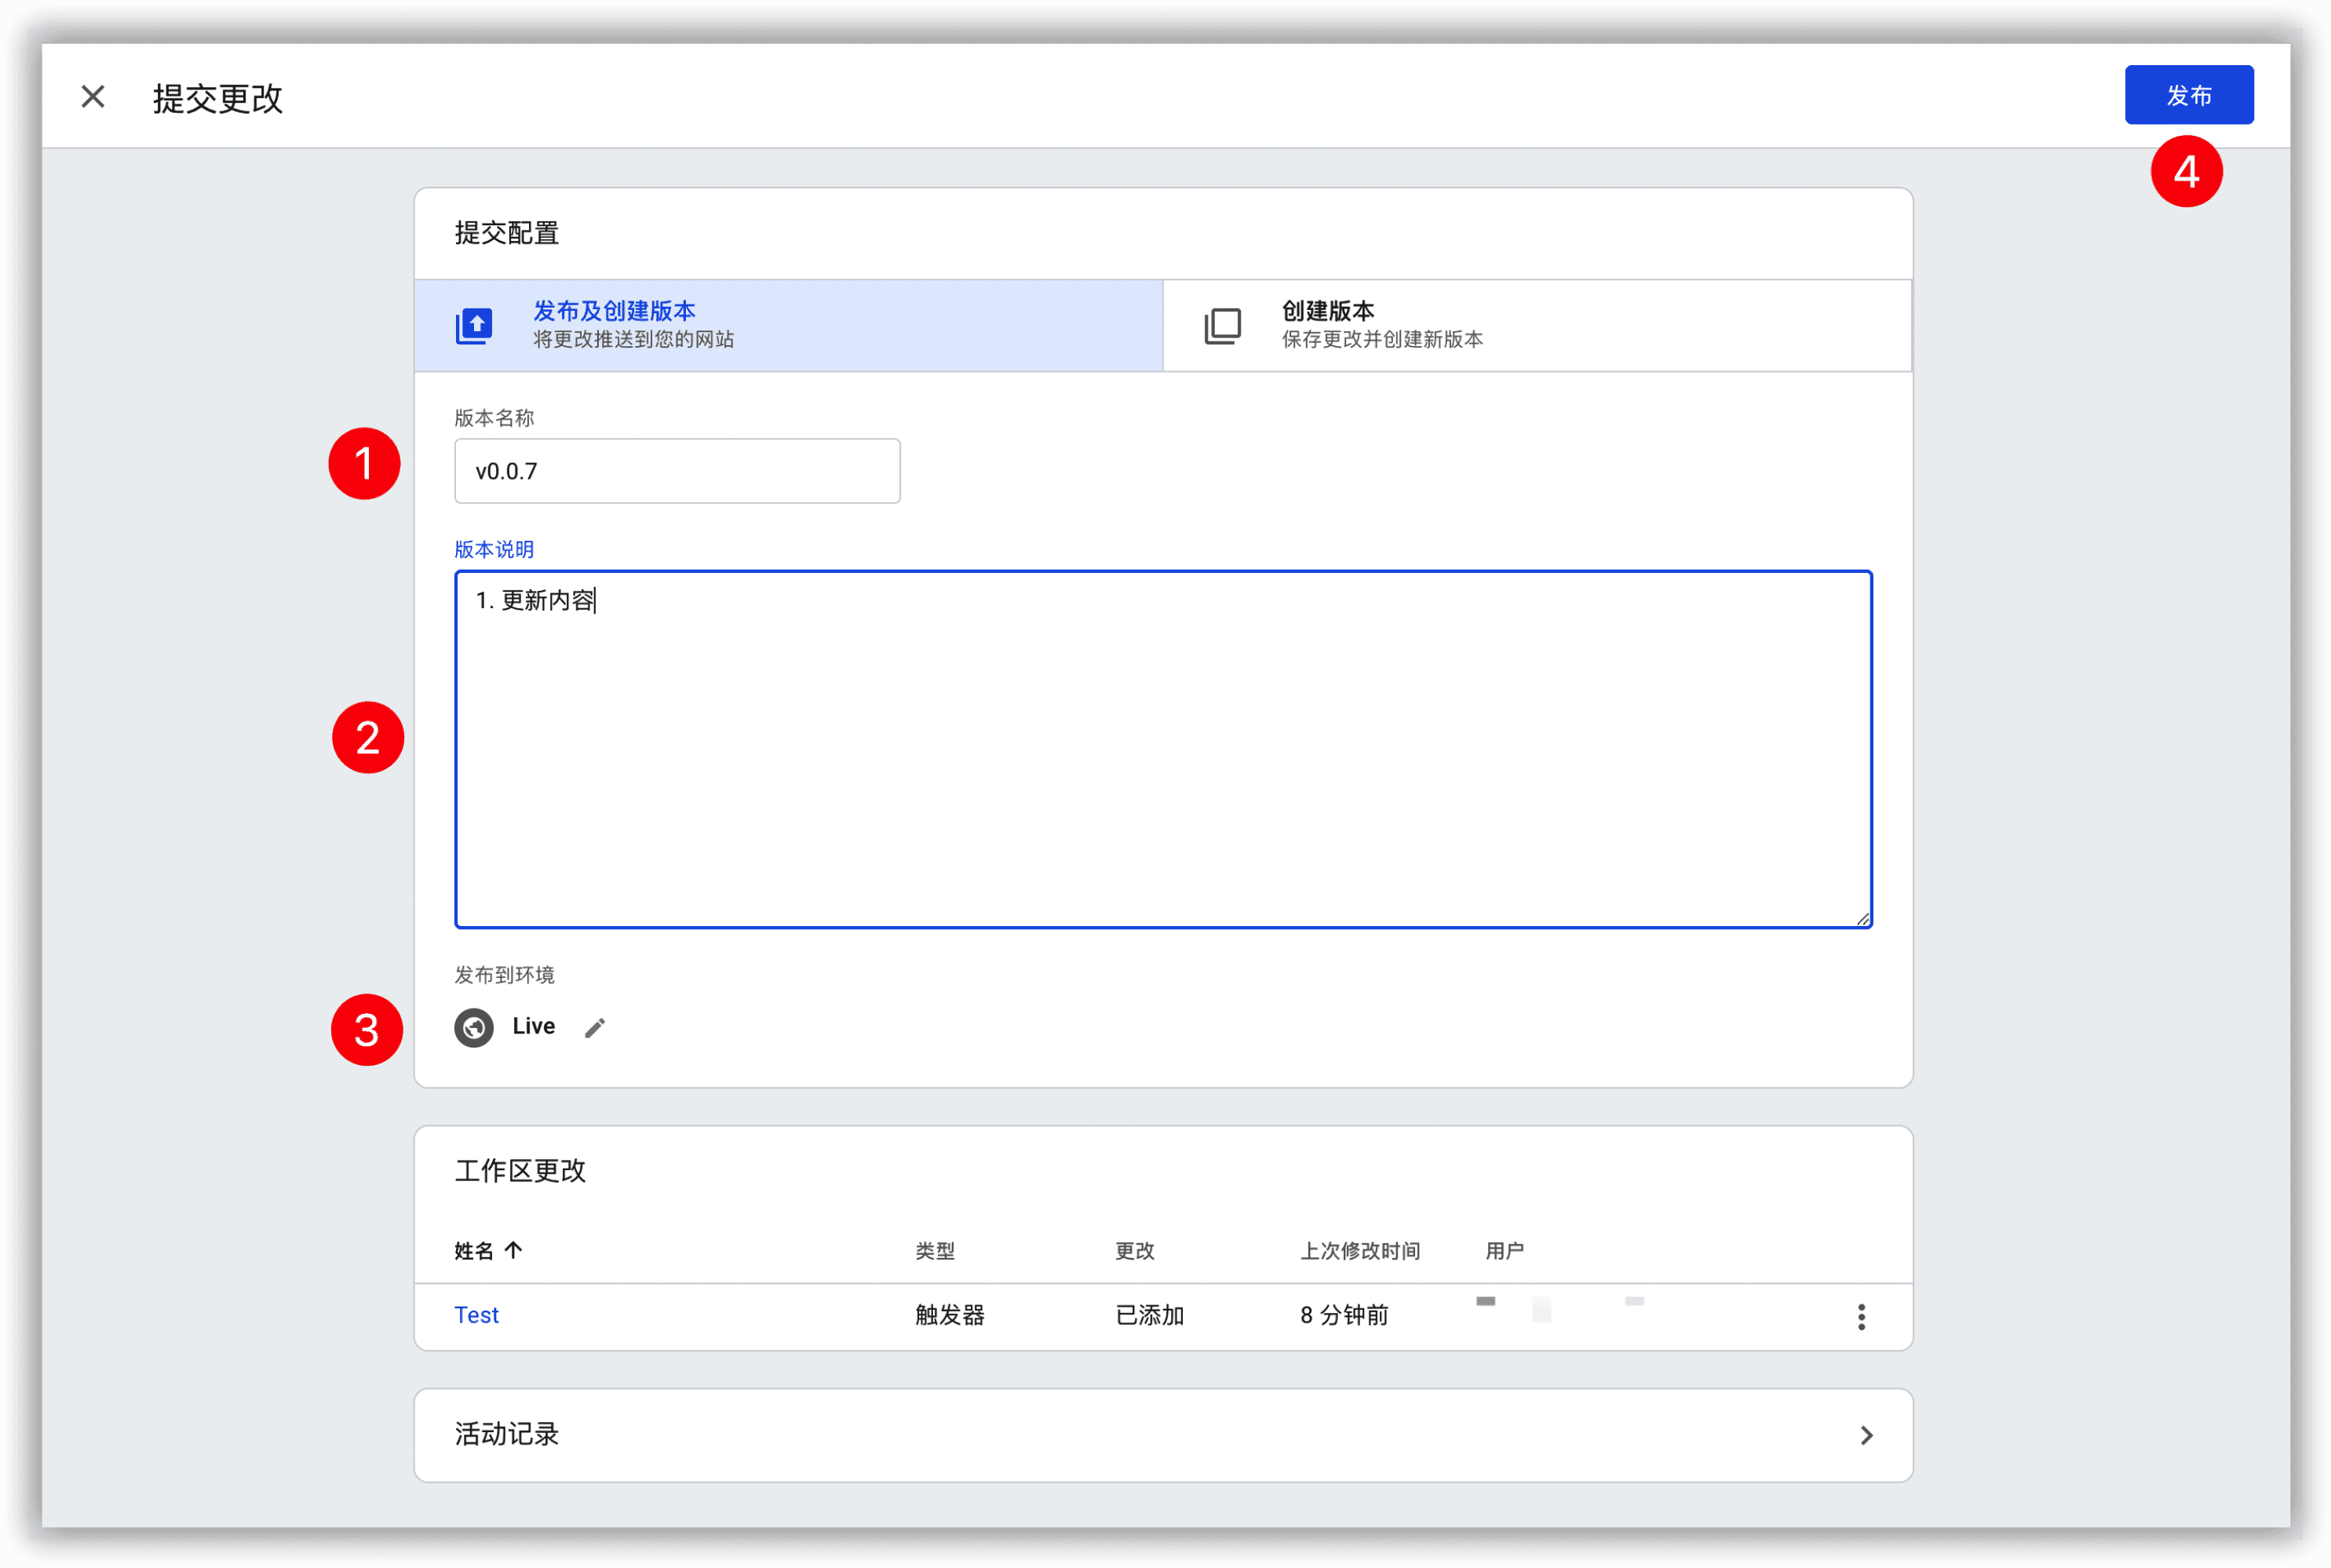 提交更改
发布
4
提交配置
发布及创建版本
将更改推送到您的网站
创建版本
保存更改并创建新版本
版本名称
1
v0.0.7
版本说明
1. 更新内容
2
发布到环境
3
Live
工作区更改
姓名 类型 更改 上次修改时间 用户
Test 触发器 已添加 8 分钟前
活动记录